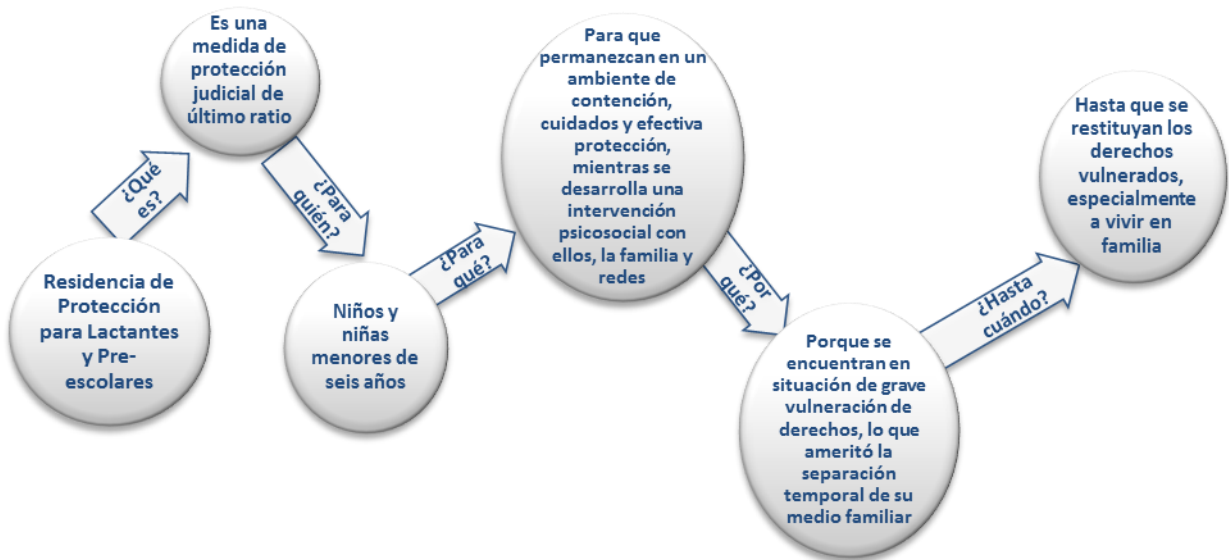 Residencia de
Protección
para Lactantes
y Pre-
escolares
¿Qué
es?
Es una
medida de
protección
judicial de
último ratio
¿Para
quién?
Niños y
niñas
menores de
seis años
¿Para
qué?
Para que
permanezcan en un
ambiente de
contención,
cuidados y efectiva
protección,
mientras se
desarrolla una
intervención
psicosocial con
ellos, la familia y
redes
¿Por
qué?
Porque se
encuentran en
situación de grave
vulneración de
derechos, lo que
ameritó la
separación
temporal de su
medio familiar
¿Hasta
cuándo?
Hasta que se
restituyan los
derechos
vulnerados,
especialmente
a vivir en
familia